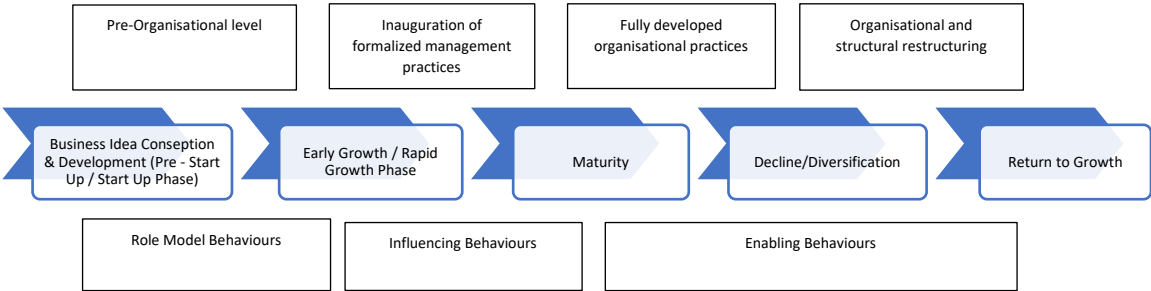 Pre-Organisational level
Inauguration of
formalized management
practices
Fully developed
organisational practices
Organisational and
structural restructuring
Business Idea Conseption
& Development (Pre - Start
Up / Start Up Phase)
Early Growth / Rapid
Growth Phase
Maturity
Decline/Diversification
Return to Growth
Role Model Behaviours
Influencing Behaviours
Enabling Behaviours